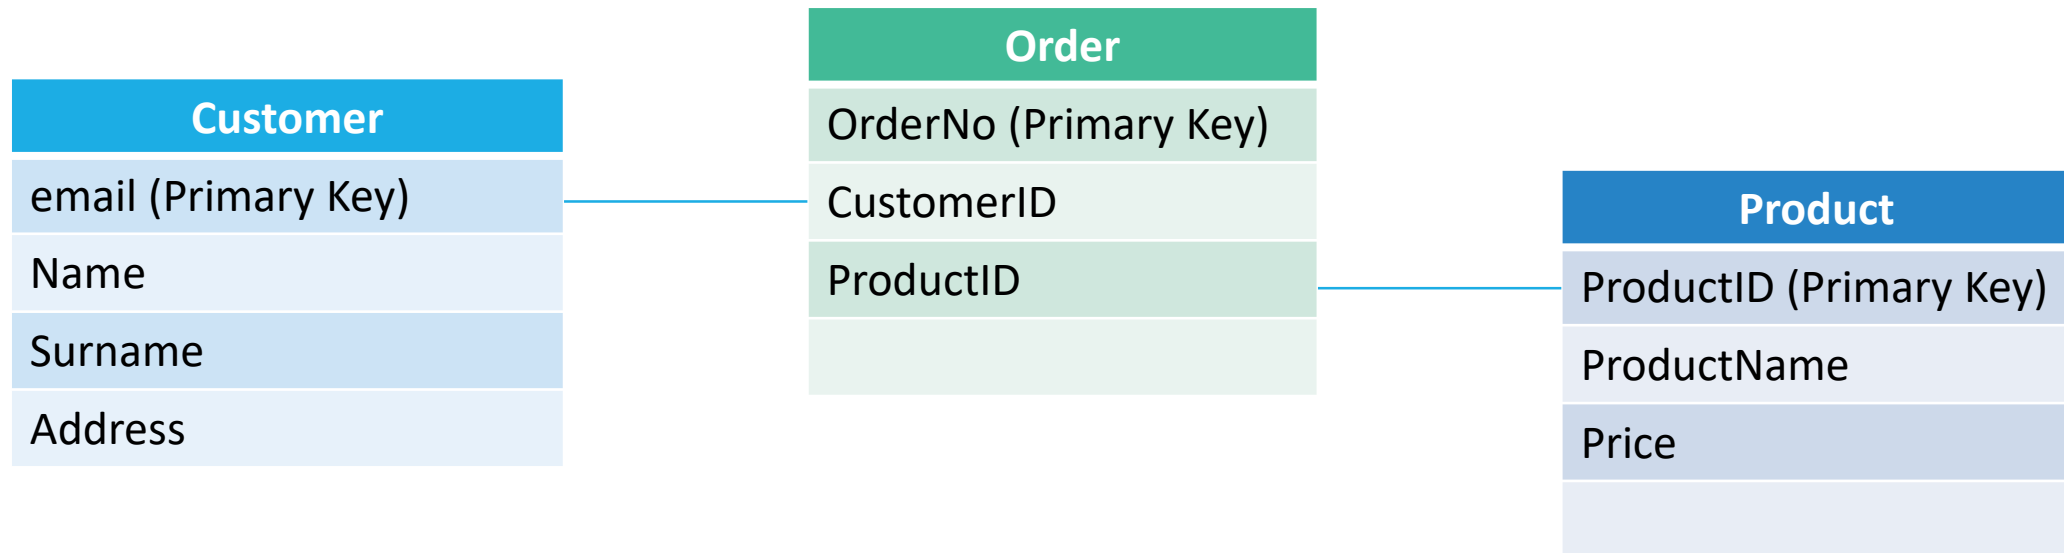 Customer
email (Primary Key)
Name
Surname
Address
Order
OrderNo (Primary Key)
CustomerID
ProductID
Product
ProductID (Primary Key)
ProductName
Price